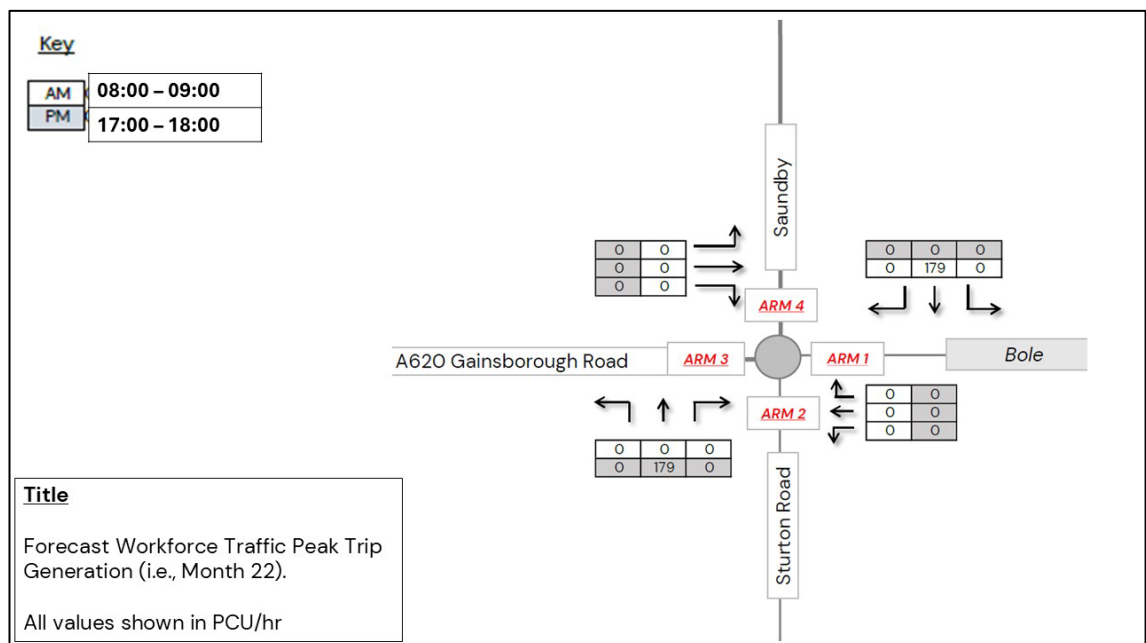 Key
AM 08:00 – 09:00
PM 17:00 – 18:00
Saundby
0 0
0 0
0 0
0 0 0
0 179 0
ARM 4
A620 Gainsborough Road
ARM 3
ARM 1
Bole
ARM 2
0 0
0 0
0 0
0 0 0
0 179 0
Sturton Road
Title
Forecast Workforce Traffic Peak Trip
Generation (i.e., Month 22).
All values shown in PCU/hr